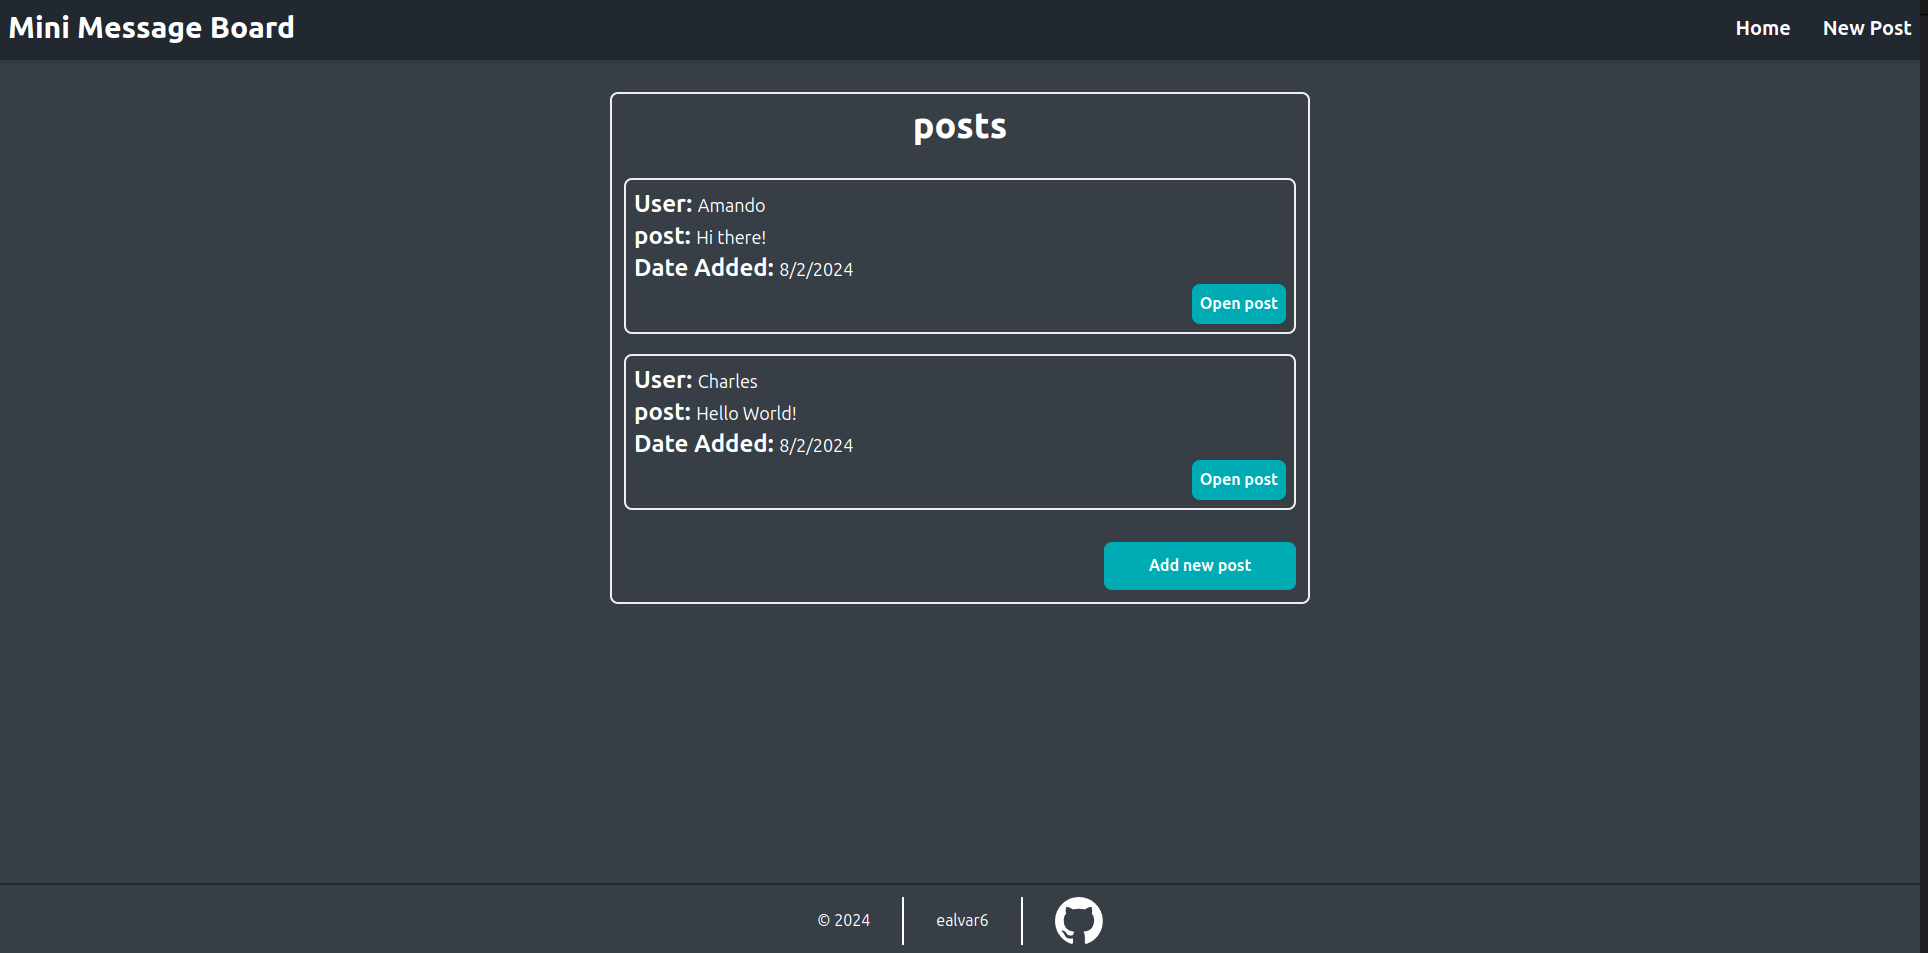 Mini Message Board
Home
New Post
posts
User: Amando
post: Hi there!
Date Added: 8/2/2024
Open post
User: Charles
post: Hello World!
Date Added: 8/2/2024
Open post
Add new post
© 2024
ealvar6